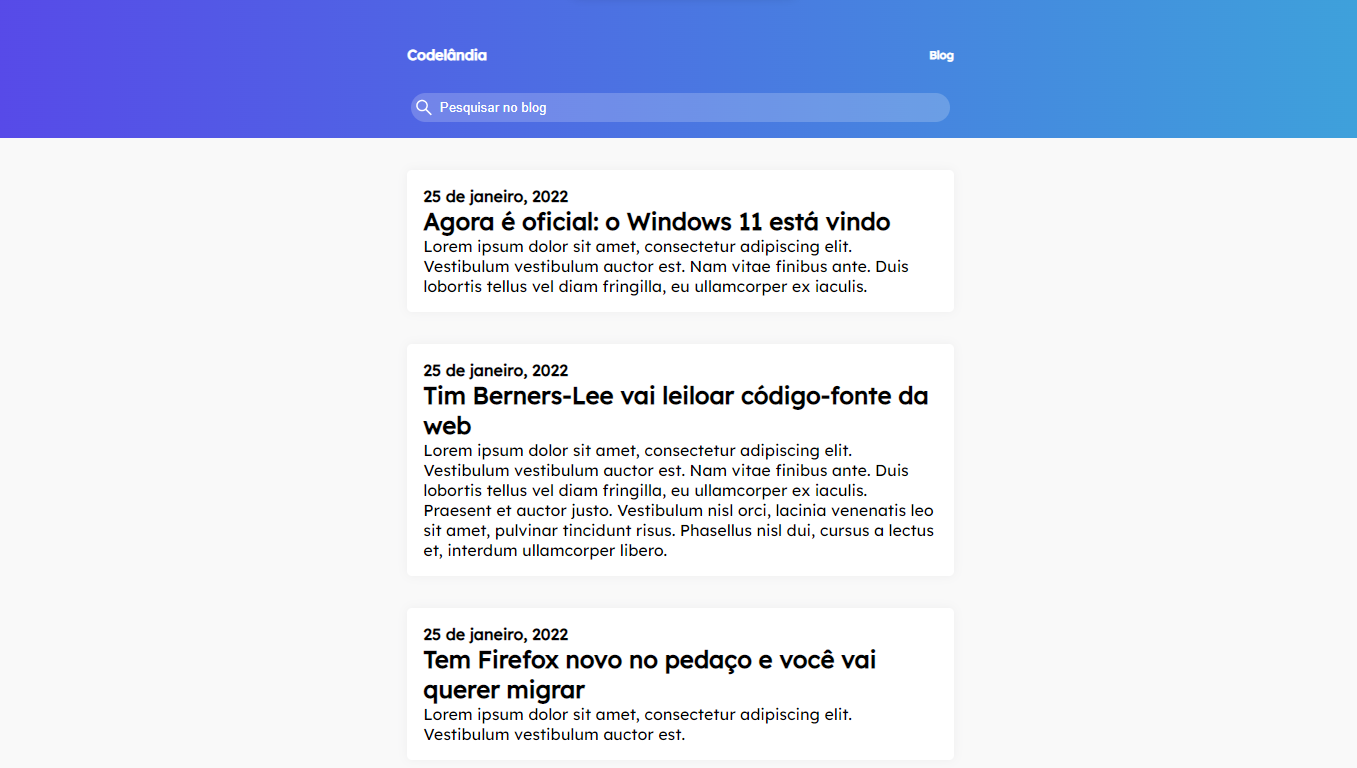 Codelândia
Blog
Pesquisar no blog
25 de janeiro, 2022
Agora é oficial: o Windows 11 está vindo
Lorem ipsum dolor sit amet, consectetur adipiscing elit.
Vestibulum vestibulum auctor est. Nam vitae finibus ante. Duis
lobortis tellus vel diam fringilla, eu ullamcorper ex iaculis.
25 de janeiro, 2022
Tim Berners-Lee vai leiloar código-fonte da
web
Lorem ipsum dolor sit amet, consectetur adipiscing elit.
Vestibulum vestibulum auctor est. Nam vitae finibus ante. Duis
lobortis tellus vel diam fringilla, eu ullamcorper ex iaculis.
Praesent et auctor justo. Vestibulum nisl orci, lacinia venenatis leo
sit amet, pulvinar tincidunt risus. Phasellus nisl dui, cursus a lectus
et, interdum ullamcorper libero.
25 de janeiro, 2022
Tem Firefox novo no pedaço e você vai
querer migrar
Lorem ipsum dolor sit amet, consectetur adipiscing elit.
Vestibulum vestibulum auctor est.